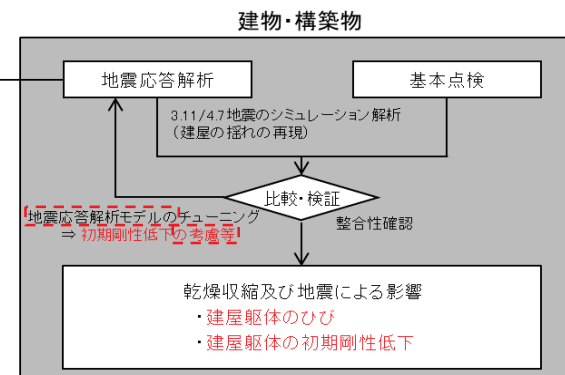 建物・構築物
地震応答解析
基本点検
3.11/4.7地震のシミュレーション解析
（建屋の揺れの再現）
比較・検証
地震応答解析モデルのチューニング
⇒ 初期剛性低下の考慮等
整合性確認
乾燥収縮及び地震による影響
・建屋躯体のひび
・建屋躯体の初期剛性低下